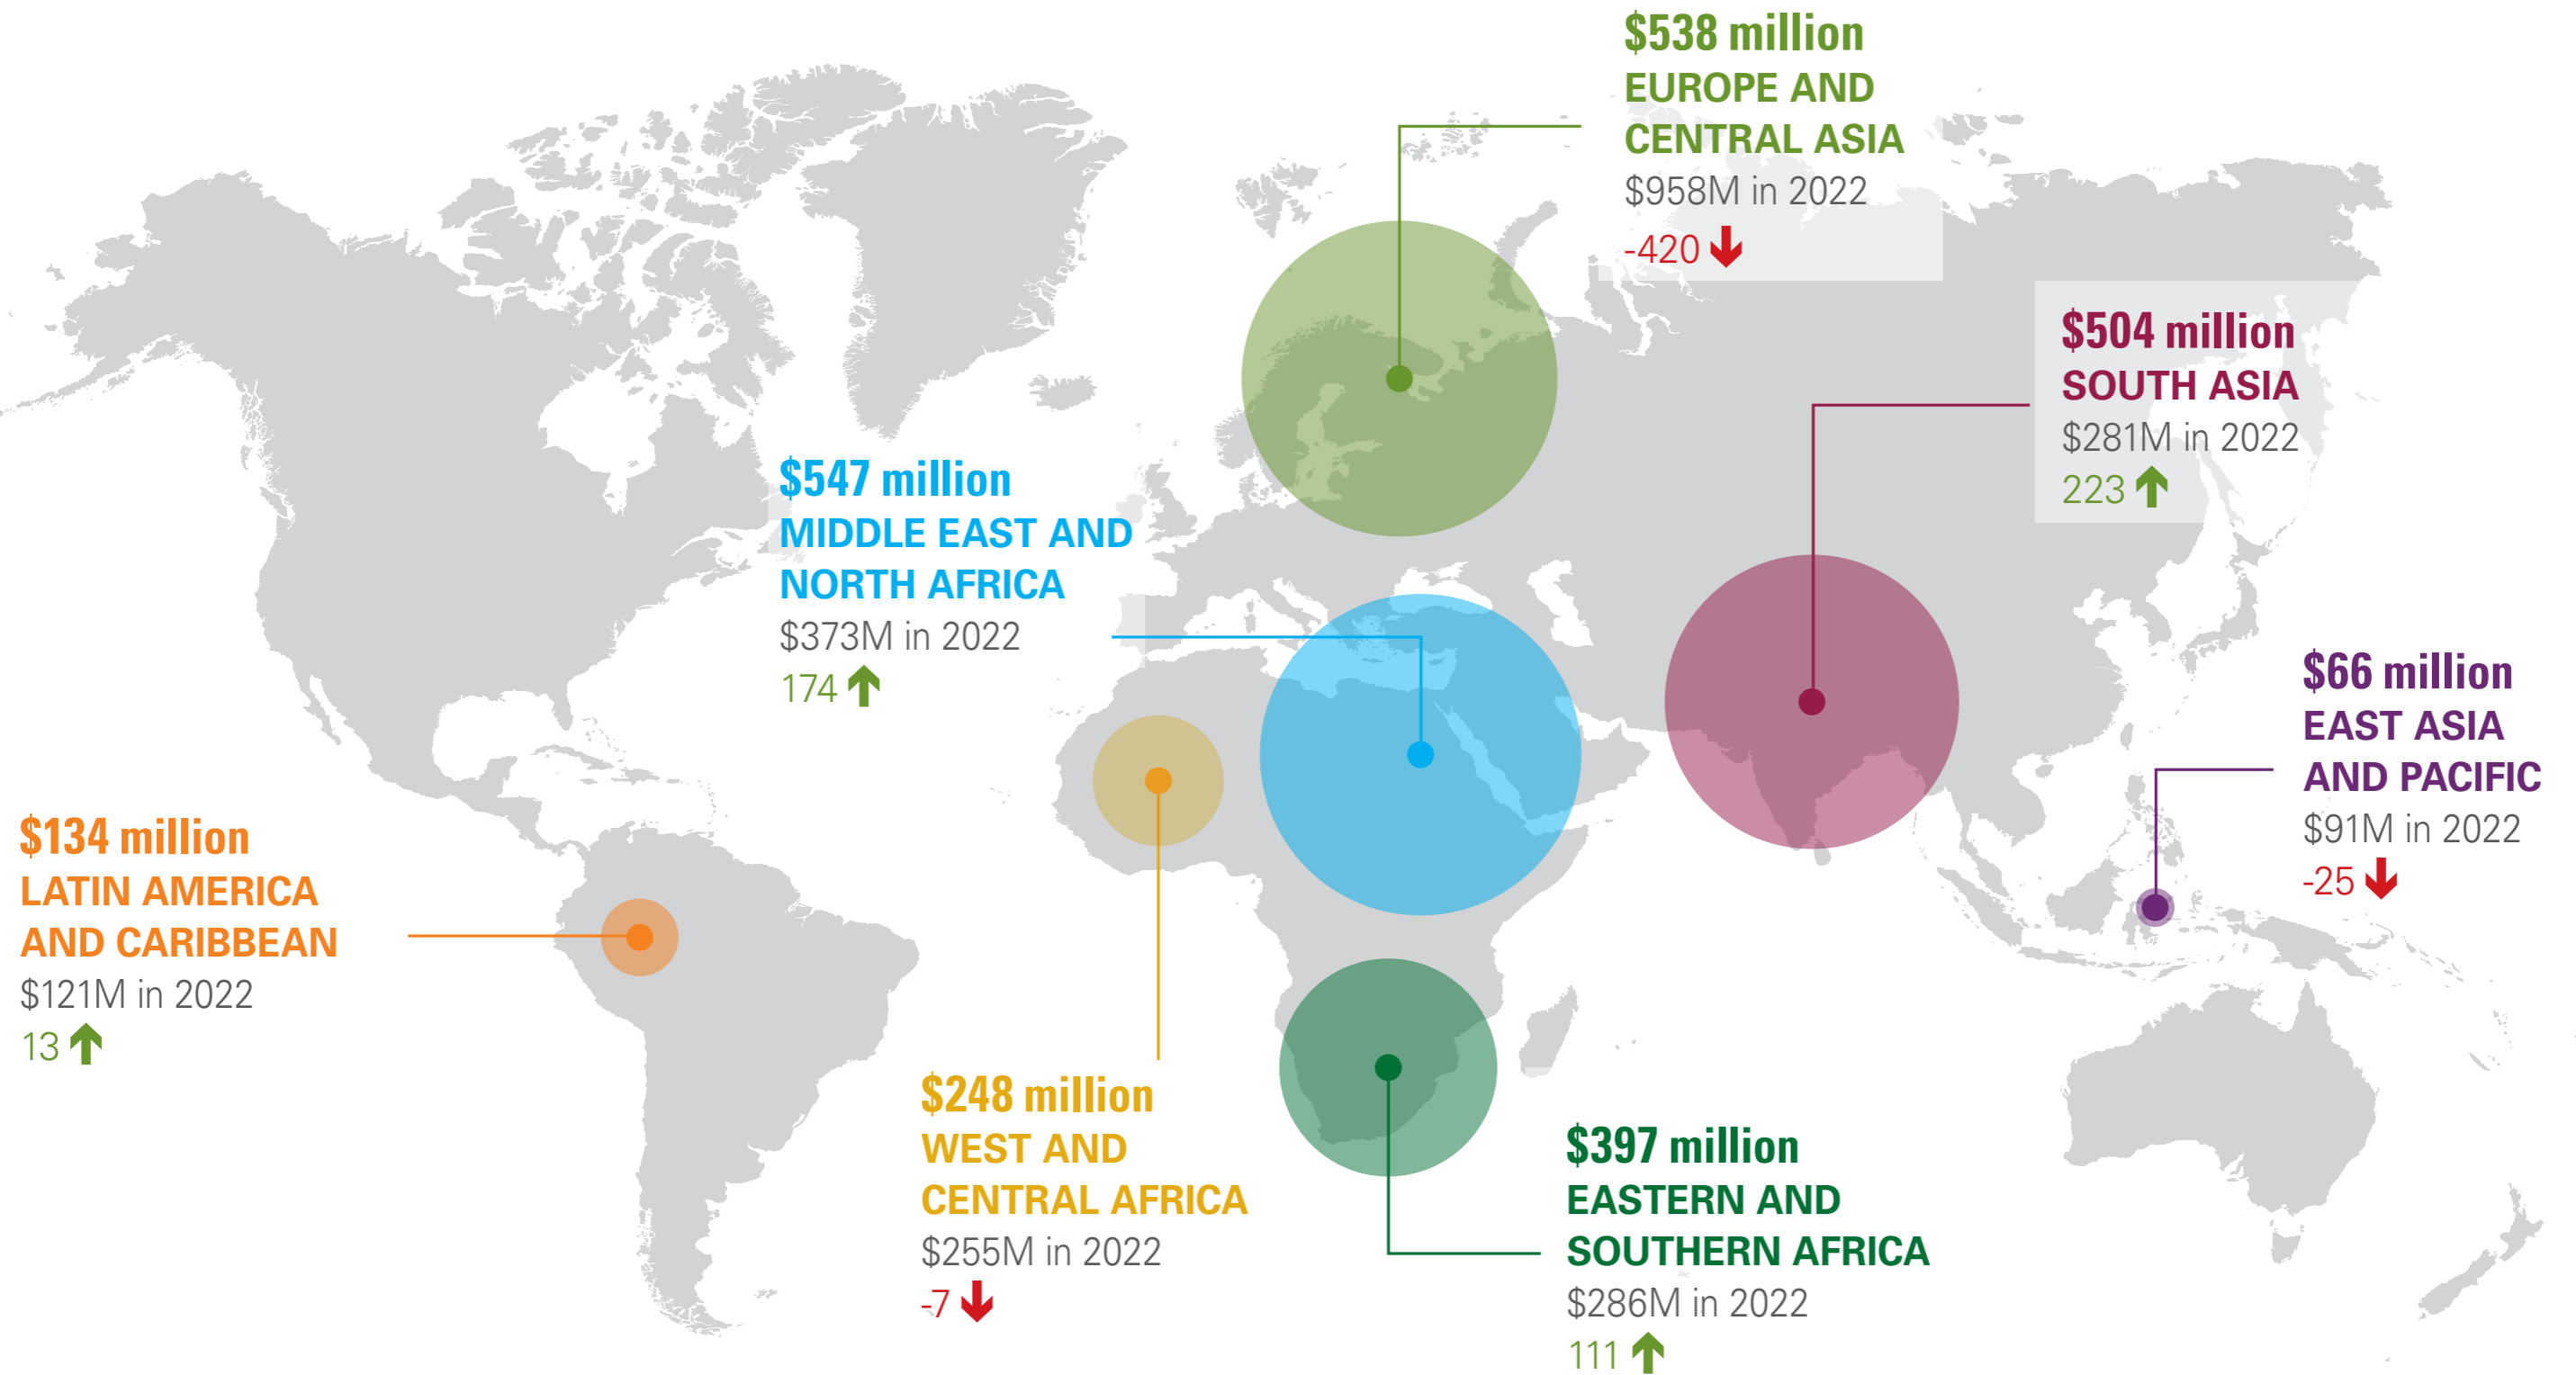 $538 million
EUROPE AND
CENTRAL ASIA
$958M in 2022
-420
$504 million
SOUTH ASIA
$281M in 2022
223
$547 million
MIDDLE EAST AND
NORTH AFRICA
$373M in 2022
174
$66 million
EAST ASIA
AND PACIFIC
$91M in 2022
-25
$134 million
LATIN AMERICA
AND CARIBBEAN
$121M in 2022
13
$248 million
WEST AND
CENTRAL AFRICA
$255M in 2022
-7
$397 million
EASTERN AND
SOUTHERN AFRICA
$286M in 2022
111